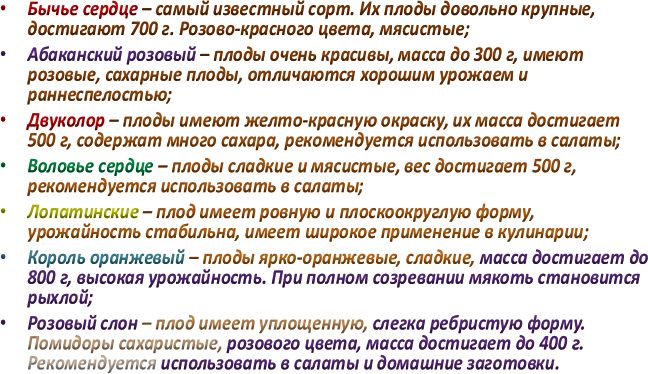 • Бычье сердце – самый известный сорт. Их плоды довольно крупные,
достигают 700 г. Розово-красного цвета, мясистые;
• Абаканский розовый – плоды очень красивы, масса до 300 г, имеют
розовые, сахарные плоды, отличаются хорошим урожаем и
раннеспелостью;
• Двуколор – плоды имеют желто-красную окраску, их масса достигает
500 г, содержат много сахара, рекомендуется использовать в салаты;
• Воловье сердце – плоды сладкие и мясистые, вес достигает 500 г,
рекомендуется использовать в салаты;
• Лопатинские – плод имеет ровную и плоскоокруглую форму,
урожайность стабильна, имеет широкое применение в кулинарии;
• Король оранжевый – плоды ярко-оранжевые, сладкие, масса достигает до
800 г, высокая урожайность. При полном созревании мякоть становится
рыхлой;
• Розовый слон – плод имеет уплощенную, слегка ребристую форму.
Помидоры сахаристые, розового цвета, масса достигает до 400 г.
Рекомендуется использовать в салаты и домашние заготовки.